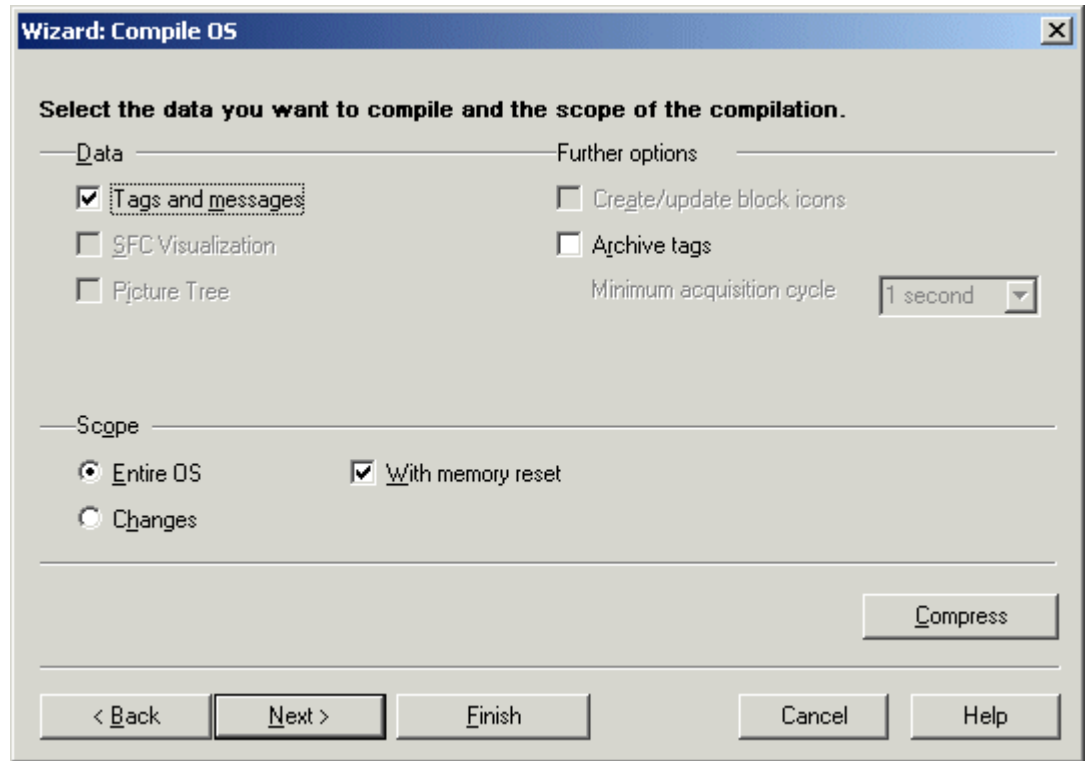 Wizard: Compile OS
Select the data you want to compile and the scope of the compilation.
Data
Further options
Tags and messages
Create/update block icons
SFC Visualization
Archive tags
Picture Tree
Minimum acquisition cycle
1 second
Scope
Entire OS
With memory reset
Changes
Compress
< Back
Next >
Finish
Cancel
Help